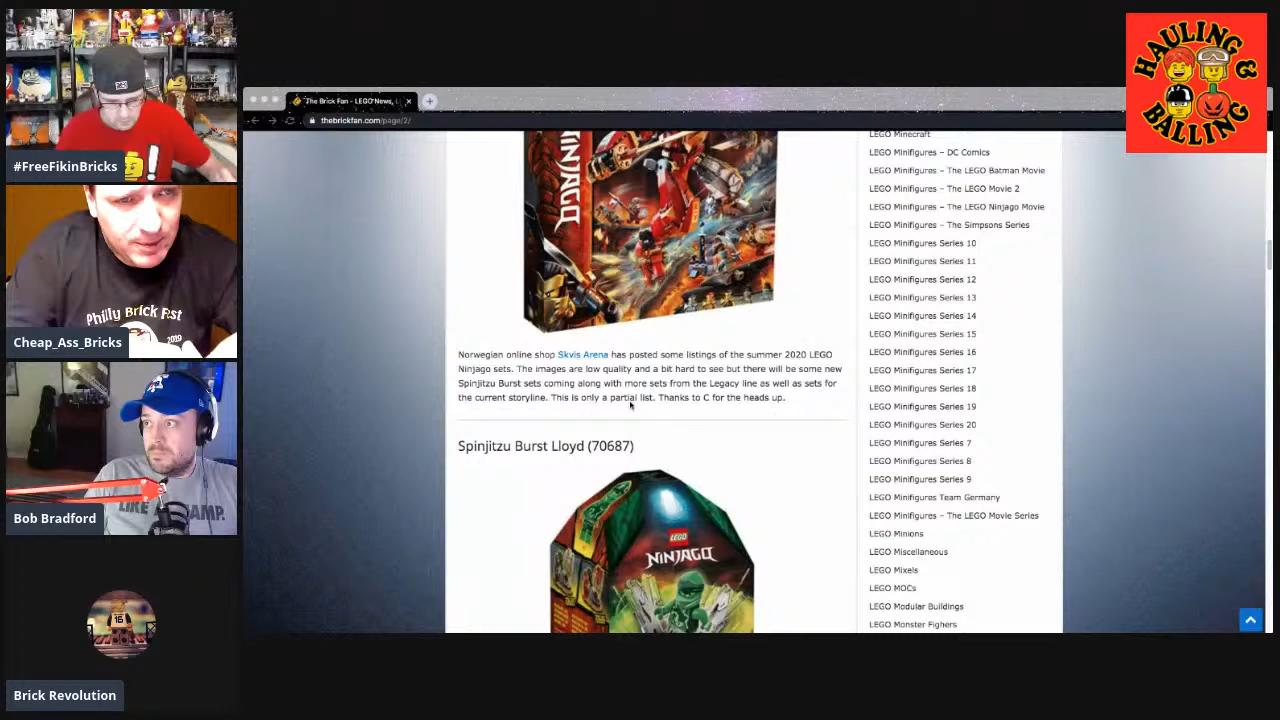 HAULING &
BALLING
#FreeFikinBricks
Philly Brick Fest
2019
Cheap_Ass_Bricks
Bob Bradford
16
Brick Revolution
The Brick Fan - LEGO News, L
thebrickfan.com/page/2/
NINJAGO
Norwegian online shop Skvis Arena has posted some listings of the summer 2020 LEGO
Ninjago sets. The images are low quality and a bit hard to see but there will be some new
Spinjitzu Burst sets coming along with more sets from the Legacy line as well as sets for
the current storyline. This is only a partial list. Thanks to C for the heads up.
Spinjitzu Burst Lloyd (70687)
LEGO
NINJAGO
LEGO Minecraft
LEGO Minifigures – DC Comics
LEGO Minifigures – The LEGO Batman Movie
LEGO Minifigures – The LEGO Movie 2
LEGO Minifigures – The LEGO Ninjago Movie
LEGO Minifigures – The Simpsons Series
LEGO Minifigures Series 10
LEGO Minifigures Series 11
LEGO Minifigures Series 12
LEGO Minifigures Series 13
LEGO Minifigures Series 14
LEGO Minifigures Series 15
LEGO Minifigures Series 16
LEGO Minifigures Series 17
LEGO Minifigures Series 18
LEGO Minifigures Series 19
LEGO Minifigures Series 20
LEGO Minifigures Series 7
LEGO Minifigures Series 8
LEGO Minifigures Series 9
LEGO Minifigures Team Germany
LEGO Minifigures – The LEGO Movie Series
LEGO Minions
LEGO Miscellaneous
LEGO Mixels
LEGO MOCs
LEGO Modular Buildings
LEGO Monster Fighers